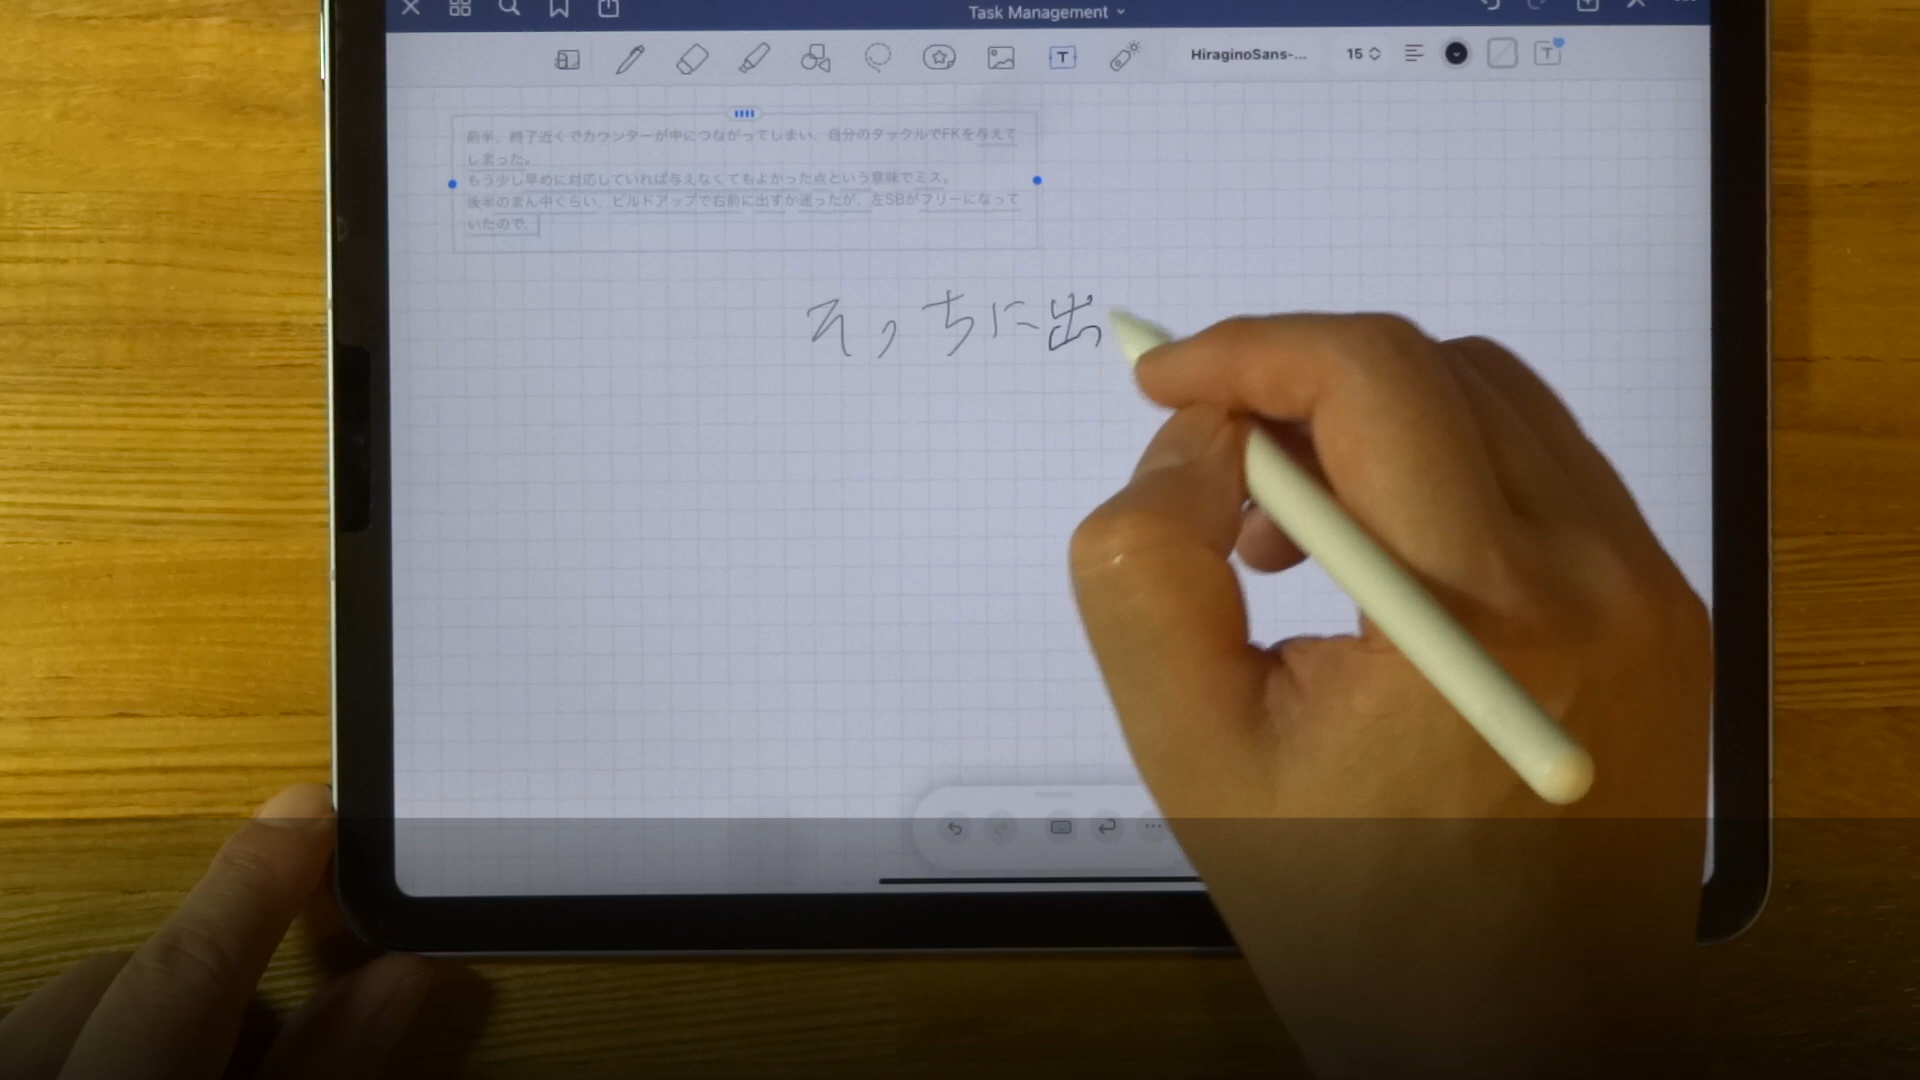 Task Management
HiraginoSans-...
15
T
T
前半、終了近くでカウンターが中につながってしまい、自分のタックルでFKを与えて
しまった。
もう少し早めに対応していれば与えなくてもよかった点という意味でミス。
後半のまん中ぐらい、ビルドアップで右前に出すか迷ったが、左SBがフリーになって
いたので、
そっちに出